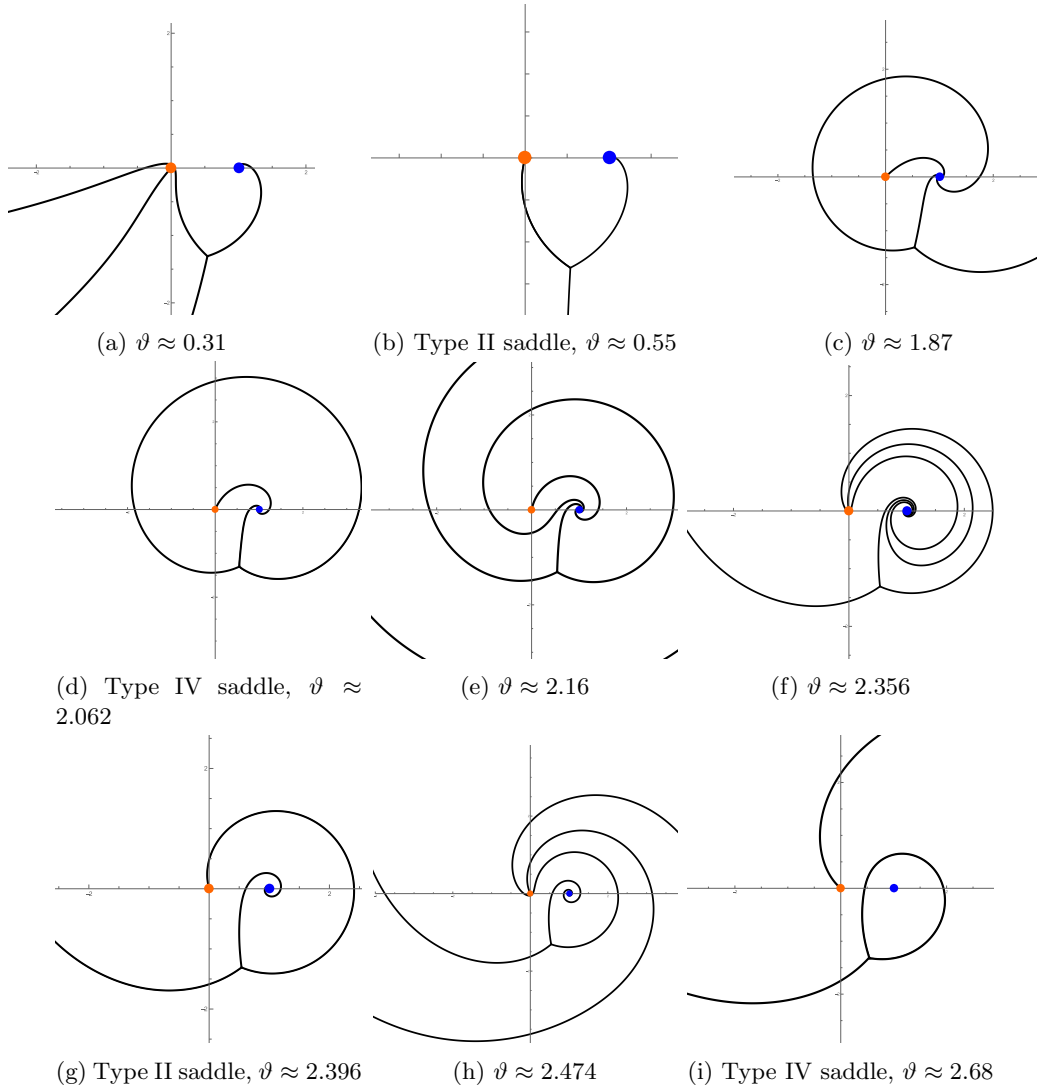 (a) ϑ ≈ 0.31
(b) Type II saddle, ϑ ≈ 0.55
(c) ϑ ≈ 1.87
(d) Type IV saddle, ϑ ≈
2.062
(e) ϑ ≈ 2.16
(f) ϑ ≈ 2.356
(g) Type II saddle, ϑ ≈ 2.396
(h) ϑ ≈ 2.474
(i) Type IV saddle, ϑ ≈ 2.68